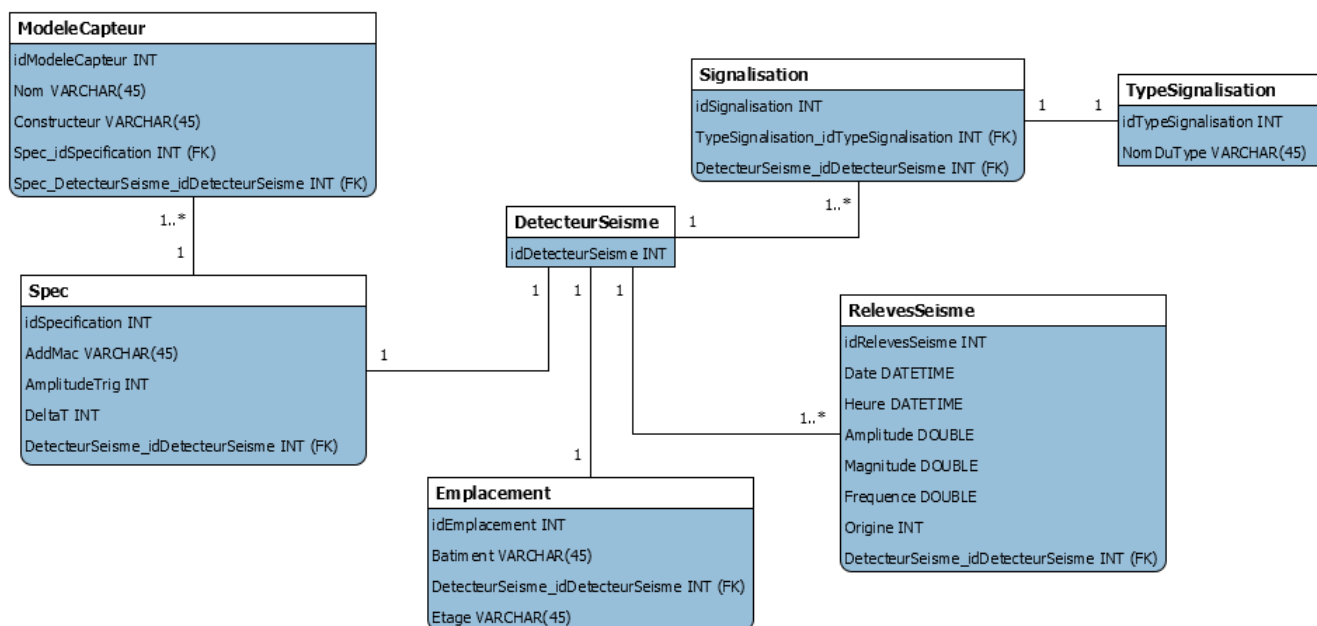 ModeleCapteur
idModeleCapteur INT
Nom VARCHAR(45)
Constructeur VARCHAR(45)
Spec_idSpecification INT (FK)
Spec_DetecteurSeisme_idDetecteurSeisme INT (FK)
1..*
1
Spec
idSpecification INT
AddMac VARCHAR(45)
AmplitudeTrig INT
DeltaT INT
DetecteurSeisme_idDetecteurSeisme INT (FK)
1
DetecteurSeisme
idDetecteurSeisme INT
1
1
1
1
Signalisation
idSignalisation INT
TypeSignalisation_idTypeSignalisation INT (FK)
DetecteurSeisme_idDetecteurSeisme INT (FK)
1..*
1
1
TypeSignalisation
idTypeSignalisation INT
NomDuType VARCHAR(45)
1
Emplacement
idEmplacement INT
Batiment VARCHAR(45)
DetecteurSeisme_idDetecteurSeisme INT (FK)
Etage VARCHAR(45)
1..*
RelevesSeisme
idRelevesSeisme INT
Date DATETIME
Heure DATETIME
Amplitude DOUBLE
Magnitude DOUBLE
Frequence DOUBLE
Origine INT
DetecteurSeisme_idDetecteurSeisme INT (FK)